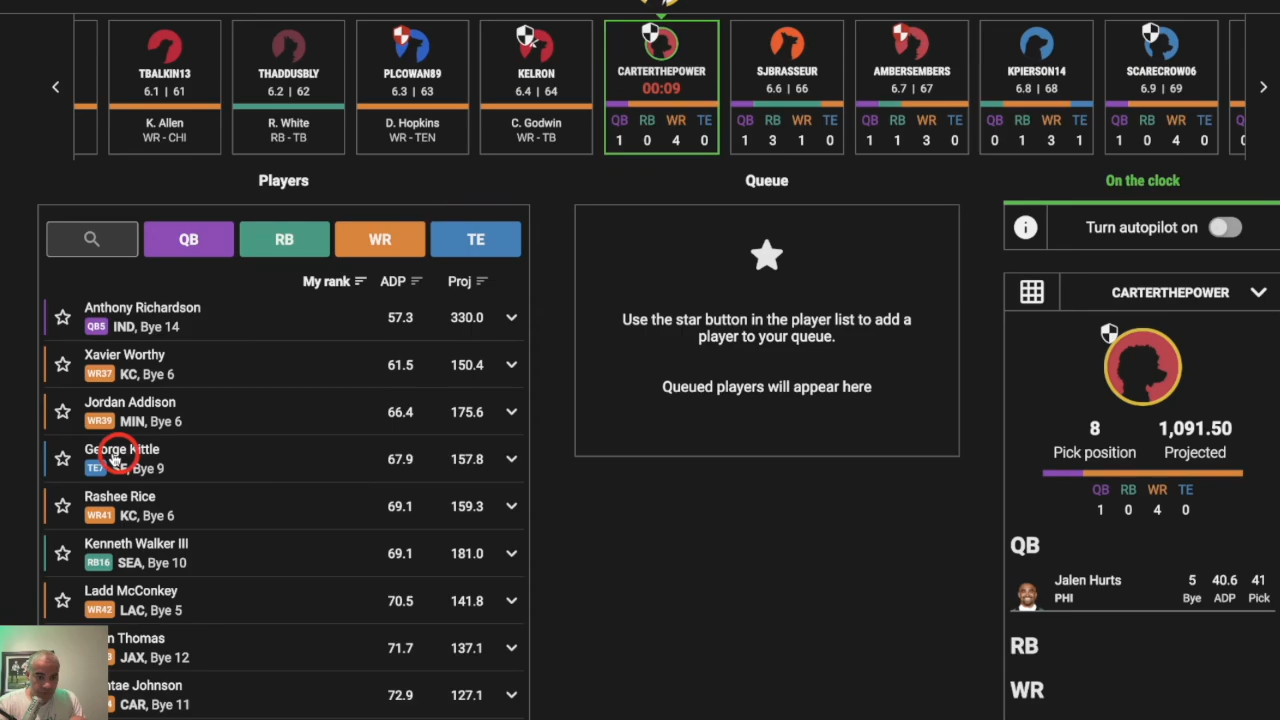 TBALKIN13
6.1 | 61
K. Allen
WR - CHI
THADDUSBLY
6.2 | 62
R. White
RB - TB
PLCOWAN89
6.3 | 63
D. Hopkins
WR - TEN
KELRON
6.4 | 64
C. Godwin
WR - TB
CARTERTHEPOWER
00:09
QB RB WR TE
1 0 4 0
SJBRASSEUR
6.6 | 66
QB RB WR TE
1 3 1 0
AMBERSEMBERS
6.7 | 67
QB RB WR TE
1 1 3 0
KPIERSON14
6.8 | 68
QB RB WR TE
0 1 3 1
SCARECROW06
6.9 | 69
QB RB WR TE
1 0 4 0
Players
Queue
On the clock
QB RB WR TE
My rank ADP Proj
Anthony Richardson
QB5 IND, Bye 14
57.3 330.0
Xavier Worthy
WR37 KC, Bye 6
61.5 150.4
Jordan Addison
WR39 MIN, Bye 6
66.4 175.6
George Kittle
TE7 SF, Bye 9
67.9 157.8
Rashee Rice
WR41 KC, Bye 6
69.1 159.3
Kenneth Walker III
RB16 SEA, Bye 10
69.1 181.0
Ladd McConkey
WR42 LAC, Bye 5
70.5 141.8
Thomas
JAX, Bye 12
71.7 137.1
Johnson
CAR, Bye 11
72.9 127.1
Use the star button in the player list to add a
player to your queue.
Queued players will appear here
Turn autopilot on
CARTERTHEPOWER
8 1,091.50
Pick position Projected
QB RB WR TE
1 0 4 0
QB
Jalen Hurts 5 40.6 41
PHI Bye ADP Pick
RB
WR